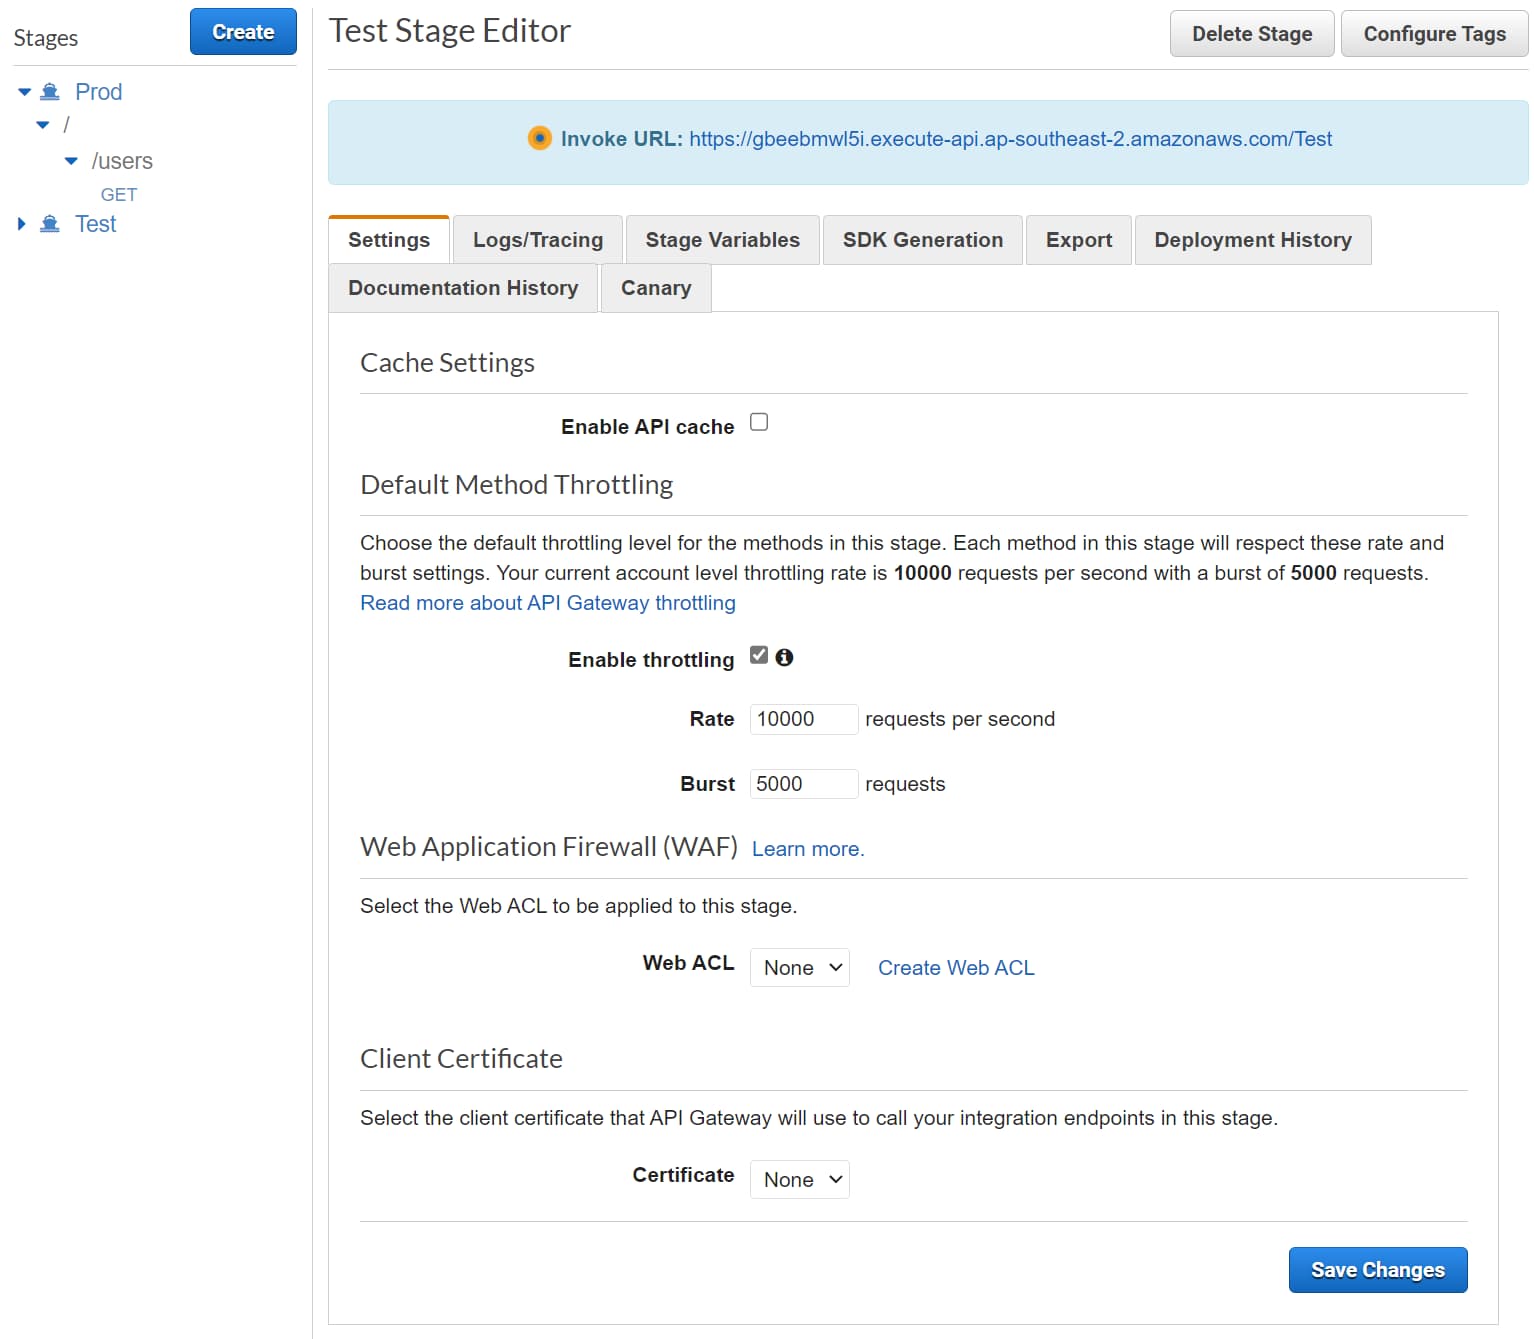 Stages
Create
Prod
/
/users
GET
Test
Test Stage Editor
Delete Stage
Configure Tags
Invoke URL: https://gbeebmwl5i.execute-api.ap-southeast-2.amazonaws.com/Test
Settings
Logs/Tracing
Stage Variables
SDK Generation
Export
Deployment History
Documentation History
Canary
Cache Settings
Enable API cache
Default Method Throttling
Choose the default throttling level for the methods in this stage. Each method in this stage will respect these rate and
burst settings. Your current account level throttling rate is 10000 requests per second with a burst of 5000 requests.
Read more about API Gateway throttling
Enable throttling
Rate 10000 requests per second
Burst 5000 requests
Web Application Firewall (WAF) Learn more.
Select the Web ACL to be applied to this stage.
Web ACL None Create Web ACL
Client Certificate
Select the client certificate that API Gateway will use to call your integration endpoints in this stage.
Certificate None
Save Changes